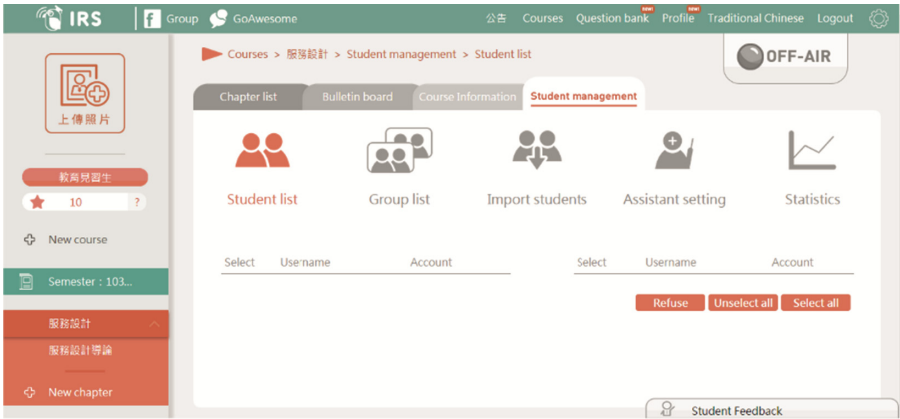 IRS
f Group
GoAwesome
公告 Courses Question bank Profile Traditional Chinese Logout
NEW! NEW!
Courses > 服務設計 > Student management > Student list
OFF-AIR
上傳照片
Chapter list Bulletin board Course Information Student management
Student list Group list Import students Assistant setting Statistics
教育見習生
10 ?
New course
Semester : 103...
服務設計
服務設計導論
New chapter
Select Username Account
Select Username Account
Refuse Unselect all Select all
Student Feedback